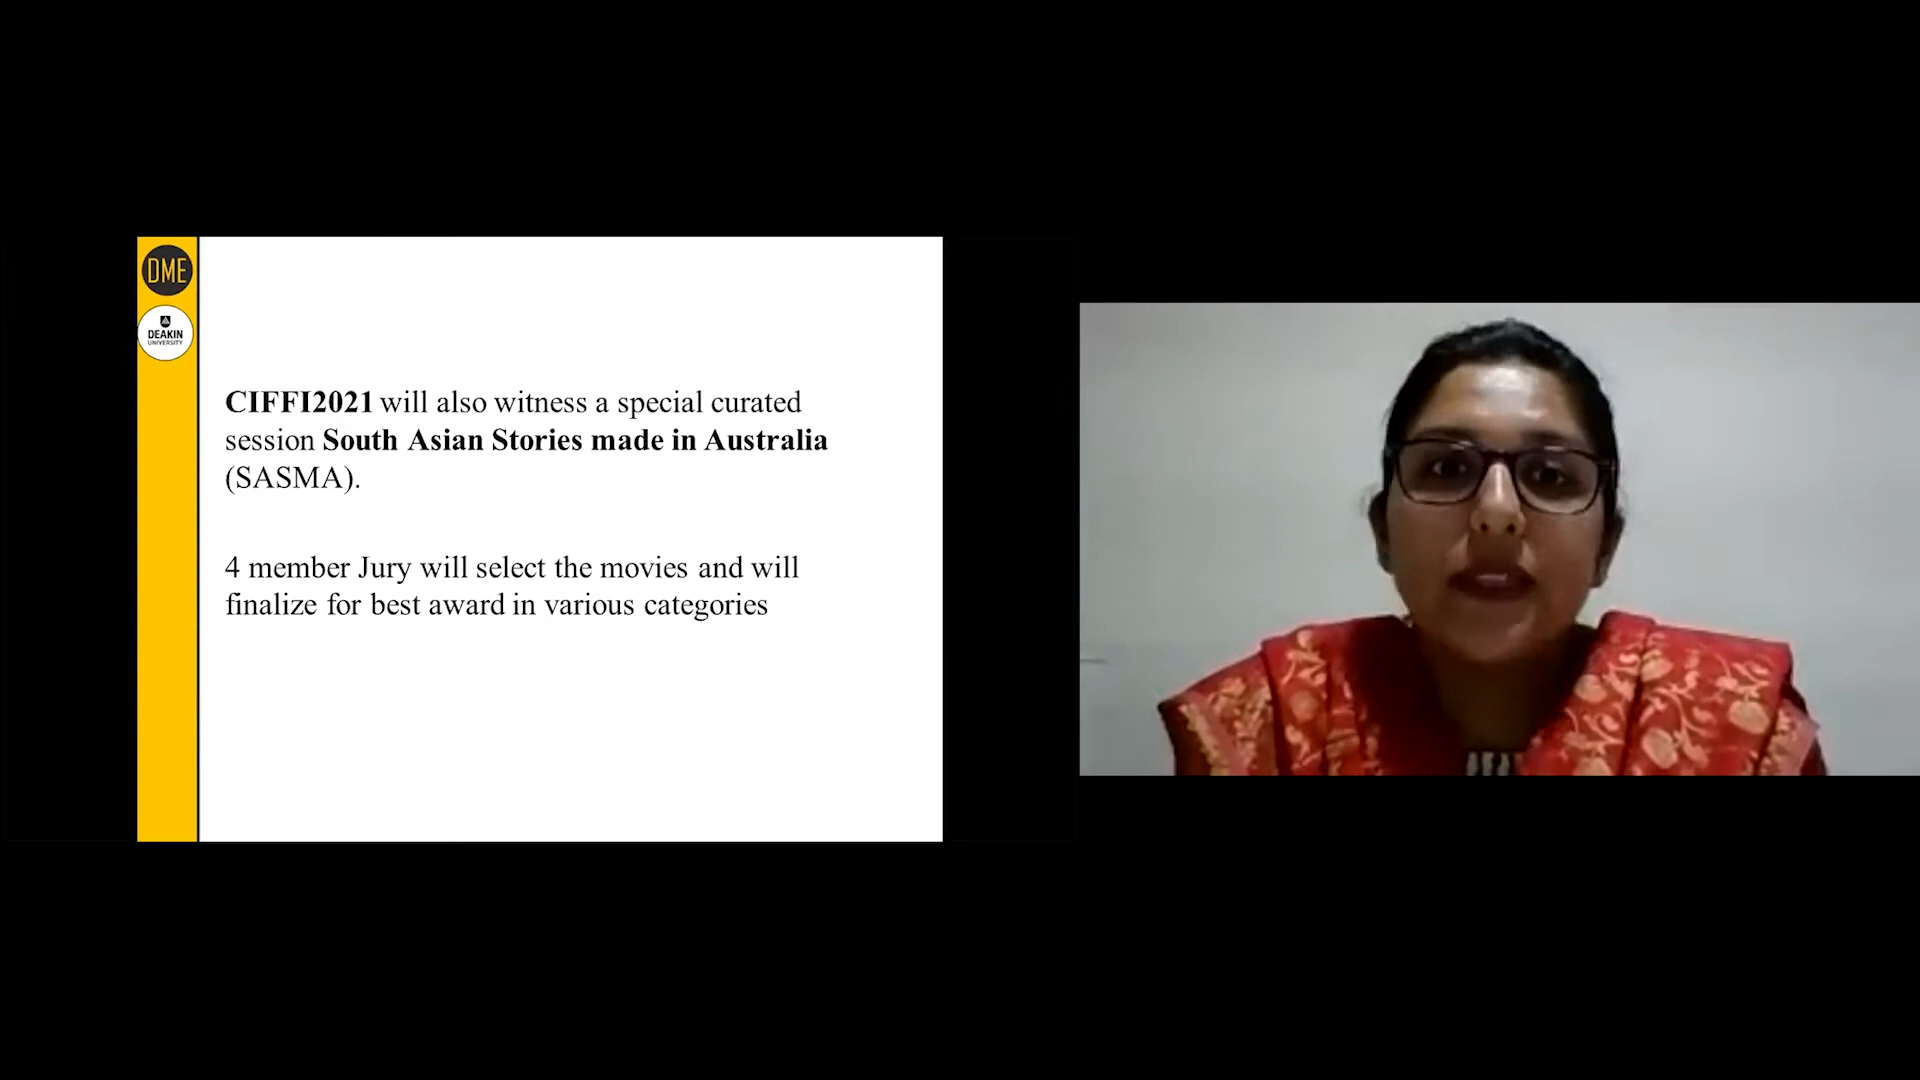 DME
DEAKIN
UNIVERSITY
CIFFI2021 will also witness a special curated
session South Asian Stories made in Australia
(SASMA).
4 member Jury will select the movies and will
finalize for best award in various categories